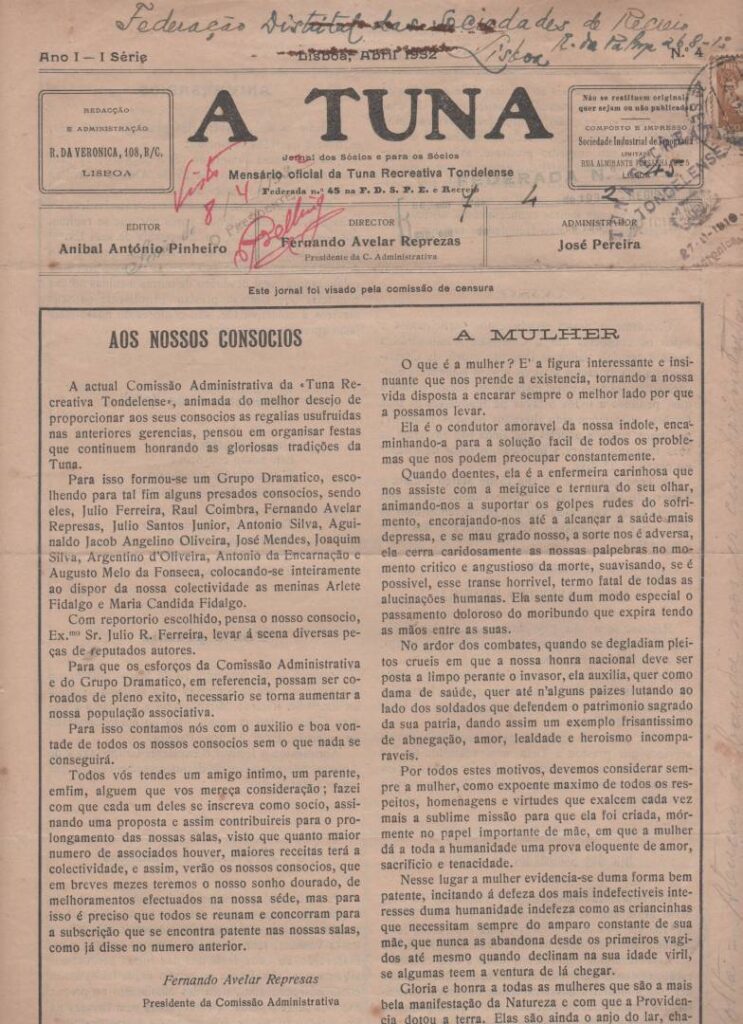 Federação Distrital das Sociedades de Recreio
Lisboa R. da Palma
Ano I — I Série
Lisboa, Abril 1932
N.º 4
REDACÇÃO
E ADMINISTRAÇÃO
R. DA VERONICA, 108, R/C.
LISBOA
A TUNA
Jornal dos Sócios e para os Sócios
Mensário oficial da Tuna Recreativa Tondelense
Federada n.º 45 na F. D. S. P. E. e Recreio
Não se restituem originais
quer sejam ou não publicados
COMPOSTO E IMPRESSO
Sociedade Industrial de Tipografia
LIMITADA
RUA ALMIRANTE PESSANHA
Visto
8/4
7 4 2
TONDELENSE
EDITOR
Anibal António Pinheiro
O PRESIDENTE
DIRECTOR
Fernando AvelarReprezas
Presidente da C. Administrativa
ADMINISTRADOR
José Pereira
Este jornal foi visado pela comissão de censura
AOS NOSSOS CONSOCIOS
A actual Comissão Administrativa da «Tuna Re-
creativa Tondelense», animada do melhor desejo de
proporcionar aos seus consocios as regalias usufruidas
nas anteriores gerencias, pensou em organisar festas
que continuem honrando as gloriosas tradições da
Tuna.
Para isso formou-se um Grupo Dramatico, esco-
lhendo para tal fim alguns presados consocios, sendo
eles, Julio Ferreira, Raul Coimbra, Fernando Avelar
Represas, Julio Santos Junior, Antonio Silva, Agui-
naldo Jacob Angelino Oliveira, José Mendes, Joaquim
Silva, Argentino d'Oliveira, Antonio da Encarnação e
Augusto Melo da Fonseca, colocando-se inteiramente
ao dispor da nossa colectividade as meninas Arlete
Fidalgo e Maria Candida Fidalgo.
Com reportorio escolhido, pensa o nosso consocio,
Ex.mo Sr. Julio R. Ferreira, levar á scena diversas pe-
ças de reputados autores.
Para que os esforços da Comissão Administrativa
e do Grupo Dramatico, em referencia, possam ser co-
roados de pleno exito, necessario se torna aumentar a
nossa população associativa.
Para isso contamos nós com o auxilio e boa von-
tade de todos os nossos consocios sem o que nada se
conseguirá.
Todos vós tendes um amigo intimo, um parente,
emfim, alguem que vos mereça consideração; fazei
com que cada um deles se inscreva como socio, assi-
nando uma proposta e assim contribuireis para o pro-
longamento das nossas salas, visto que quanto maior
numero de associados houver, maiores receitas terá a
colectividade, e assim, verão os nossos consocios, que
em breves mezes teremos o nosso sonho dourado, de
melhoramentos efectuados na nossa séde, mas para
isso é preciso que todos se reunam e concorram para
a subscrição que se encontra patente nas nossas salas,
como já disse no numero anterior.
Fernando Avelar Represas
Presidente da Comissão Administrativa
A MULHER
O que é a mulher? E' a figura interessante e insi-
nuante que nos prende a existencia, tornando a nossa
vida disposta a encarar sempre o melhor lado por que
a possamos levar.
Ela é o condutor amoravel da nossa indole, enca-
minhando-a para a solução facil de todos os proble-
mas que nos podem preocupar constantemente.
Quando doentes, ela é a enfermeira carinhosa que
nos assiste com a meiguice e ternura do seu olhar,
animando-nos a suportar os golpes rudes do sofri-
mento, encorajando-nos até a alcançar a saúde mais
depressa, e se mau grado nosso, a sorte nos é adversa,
ela cerra caridosamente as nossas palpebras no mo-
mento critico e angustioso da morte, suavisando, se é
possivel, esse transe horrivel, termo fatal de todas as
alucinações humanas. Ela sente dum modo especial o
passamento doloroso do moribundo que expira tendo
as mãos entre as suas.
No ardor dos combates, quando se degladiam plei-
tos crueis em que a nossa honra nacional deve ser
posta a limpo perante o invasor, ela auxilia, quer como
dama de saúde, quer até n'alguns paizes lutando ao
lado dos soldados que defendem o patrimonio sagrado
da sua patria, dando assim um exemplo frisantissimo
de abnegação, amor, lealdade e heroismo incompa-
raveis.
Por todos estes motivos, devemos considerar sem-
pre a mulher, como expoente maximo de todos os res-
peitos, homenagens e virtudes que exalcem cada vez
mais a sublime missão para que ela foi criada, mór-
mente no papel importante de mãe, em que a mulher
dá a toda a humanidade uma prova eloquente de amor,
sacrificio e tenacidade.
Nesse lugar a mulher evidencia-se duma forma bem
patente, incitando á defeza dos mais indefectiveis inte-
resses duma humanidade indefeza como as criancinhas
que necessitam sempre do amparo constante de sua
mãe, que nunca as abandona desde os primeiros vagi-
dos até mesmo quando declinam na sua idade viril,
se algumas teem a ventura de lá chegar.
Gloria e honra a todas as mulheres que são a mais
bela manifestação da Natureza e com que a Providen-
cia dotou a terra. Elas são ainda o anjo do lar, cha-